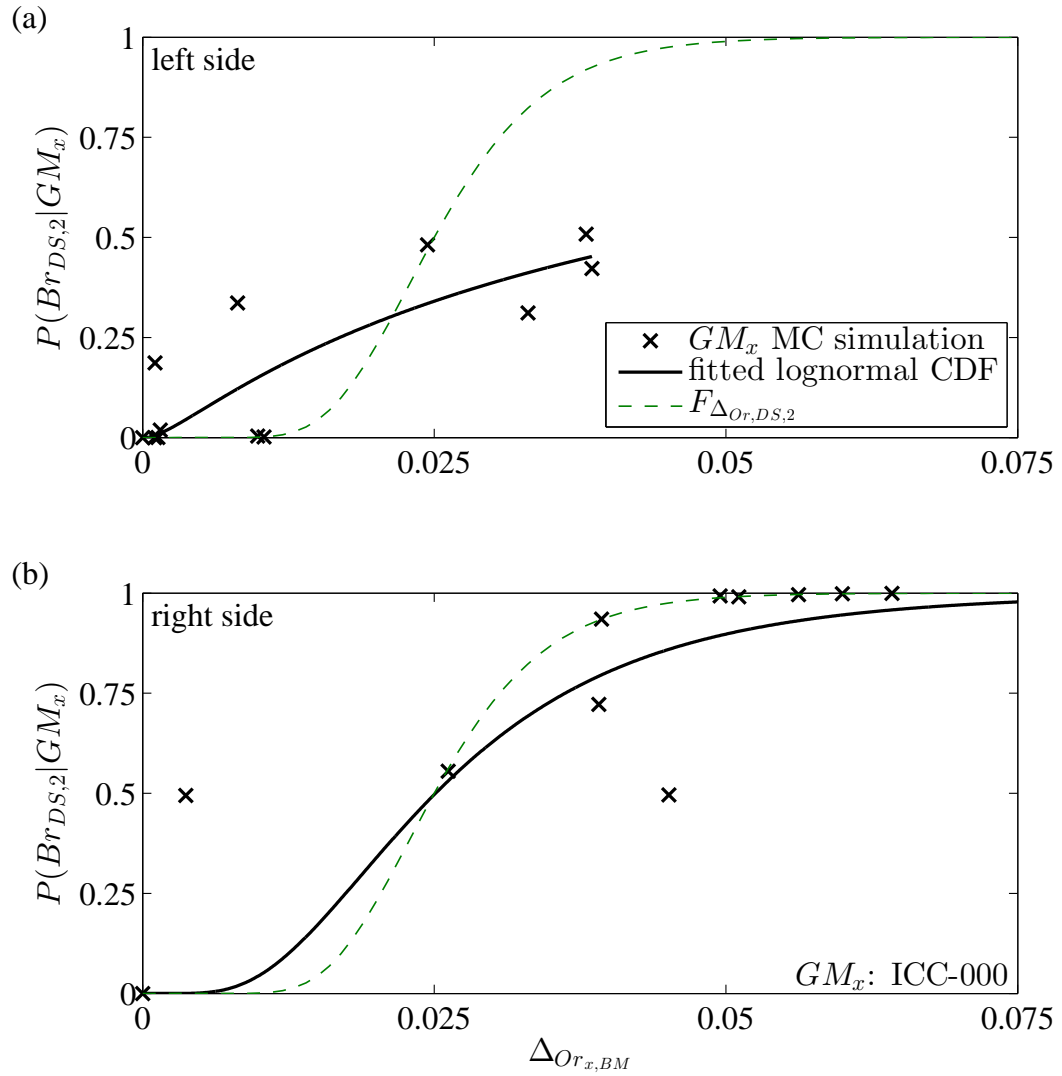 (a)
left side
P(Br_{DS,2}|GM_x)
1
0.75
0.5
0.25
0
0 0.025 0.05 0.075
GM_x MC simulation
fitted lognormal CDF
F_{Δ_{Or,DS,2}}
(b)
right side
P(Br_{DS,2}|GM_x)
1
0.75
0.5
0.25
0
GM_x: ICC-000
0 0.025 0.05 0.075
Δ_{Or_{x,BM}}